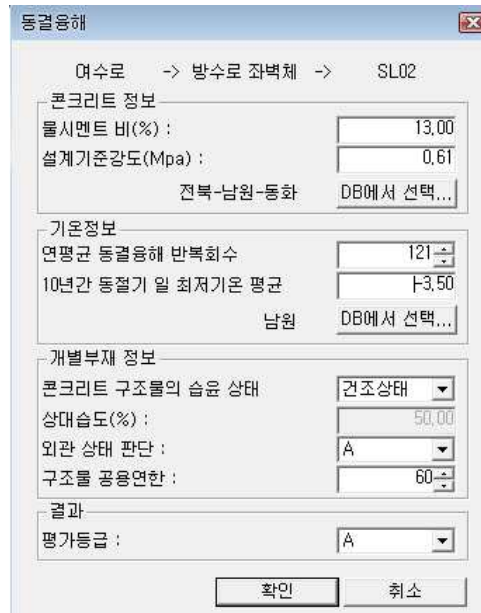 동결융해
여수로 -> 방수로 좌벽체 -> SL02
콘크리트 정보
물시멘트 비(%) : 13,00
설계기준강도(Mpa) : 0,61
전북-남원-동화 DB에서 선택...
기온정보
연평균 동결융해 반복회수 121
10년간 동절기 일 최저기온 평균 -3,50
남원 DB에서 선택...
개별부재 정보
콘크리트 구조물의 습윤 상태 건조상태
상대습도(%) : 50,00
외관 상태 판단 : A
구조물 공용연한 : 60
결과
평가등급 : A
확인 취소